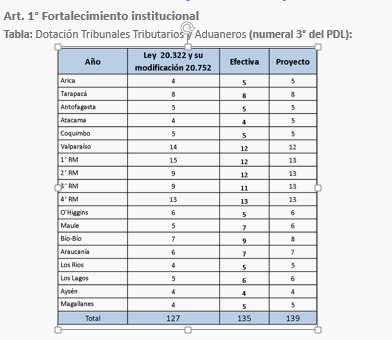 Art. 1° Fortalecimiento institucional
Tabla: Dotación Tribunales Tributarios y Aduaneros (numeral 3° del PDL):
Año Ley 20.322 y su modificación 20.752 Efectiva Proyecto
Arica 4 5 5
Tarapacá 8 8 8
Antofagasta 5 5 5
Atacama 4 4 5
Coquimbo 5 5 5
Valparaíso 14 12 12
1° RM 15 12 13
2° RM 9 12 13
3° RM 9 11 13
4° RM 13 13 13
O'Higgins 6 5 6
Maule 5 7 6
Bío-Bío 7 9 8
Araucanía 6 7 7
Los Rios 4 5 5
Los Lagos 5 6 6
Aysén 4 4 4
Magallanes 4 5 5
Total 127 135 139